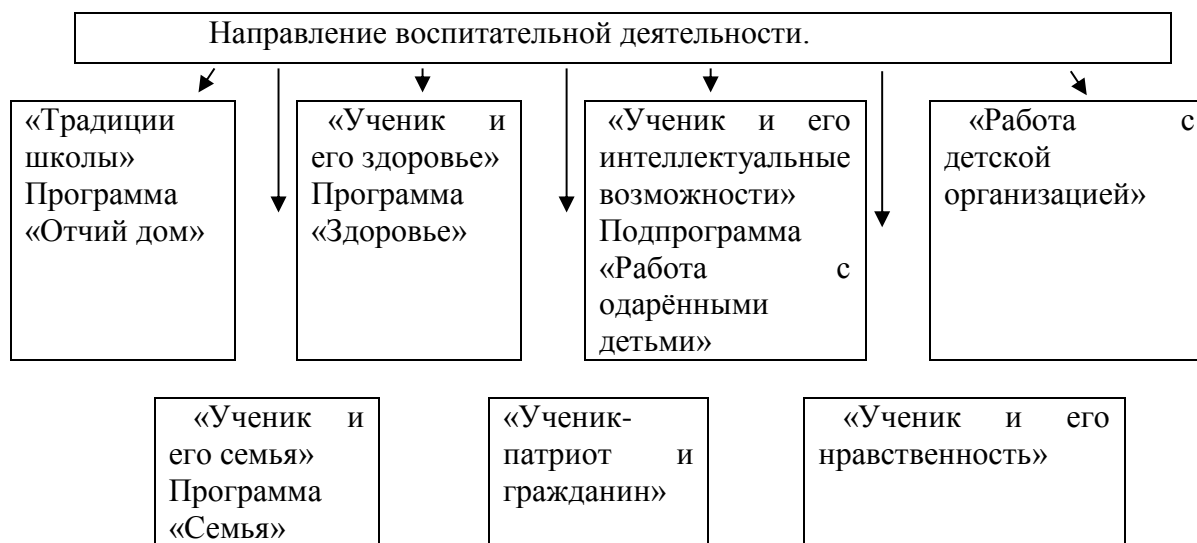 Направление воспитательной деятельности.
«Традиции
школы»
Программа
«Отчий дом»
«Ученик и
его здоровье»
Программа
«Здоровье»
«Ученик и его
интеллектуальные
возможности»
Подпрограмма
«Работа с
одарёнными
детьми»
«Работа с
детской
организацией»
«Ученик и
его семья»
Программа
«Семья»
«Ученик-
патриот и
гражданин»
«Ученик и его
нравственность»